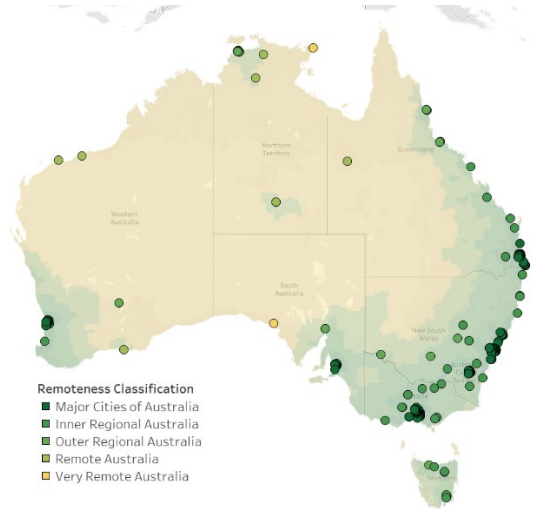 Northern
Territory
Queensland
Western
Australia
South
Australia
New South
Wales
Remoteness Classification
Major Cities of Australia
Inner Regional Australia
Outer Regional Australia
Remote Australia
Very Remote Australia